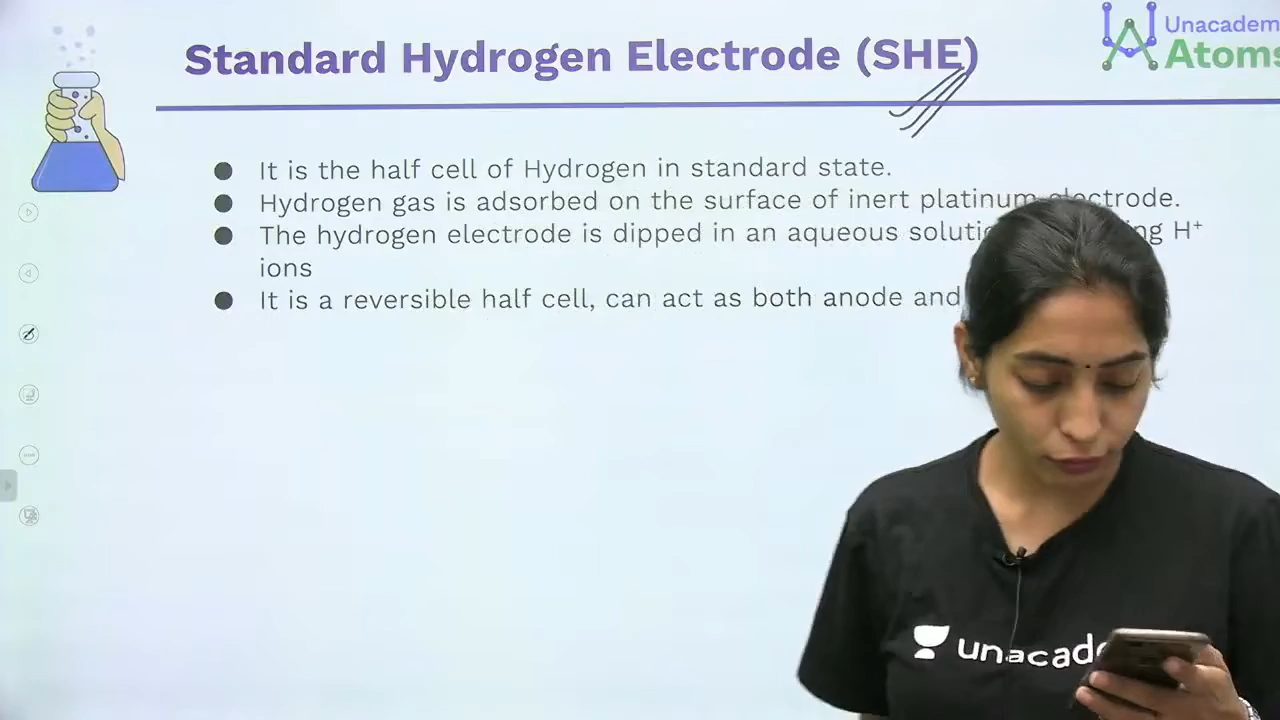 Standard Hydrogen Electrode (SHE)
Unacadem
Atoms
● It is the half cell of Hydrogen in standard state.
● Hydrogen gas is adsorbed on the surface of inert platinum electrode.
● The hydrogen electrode is dipped in an aqueous H⁺
ions
● It is a reversible half cell, can act as both anode and
unacade